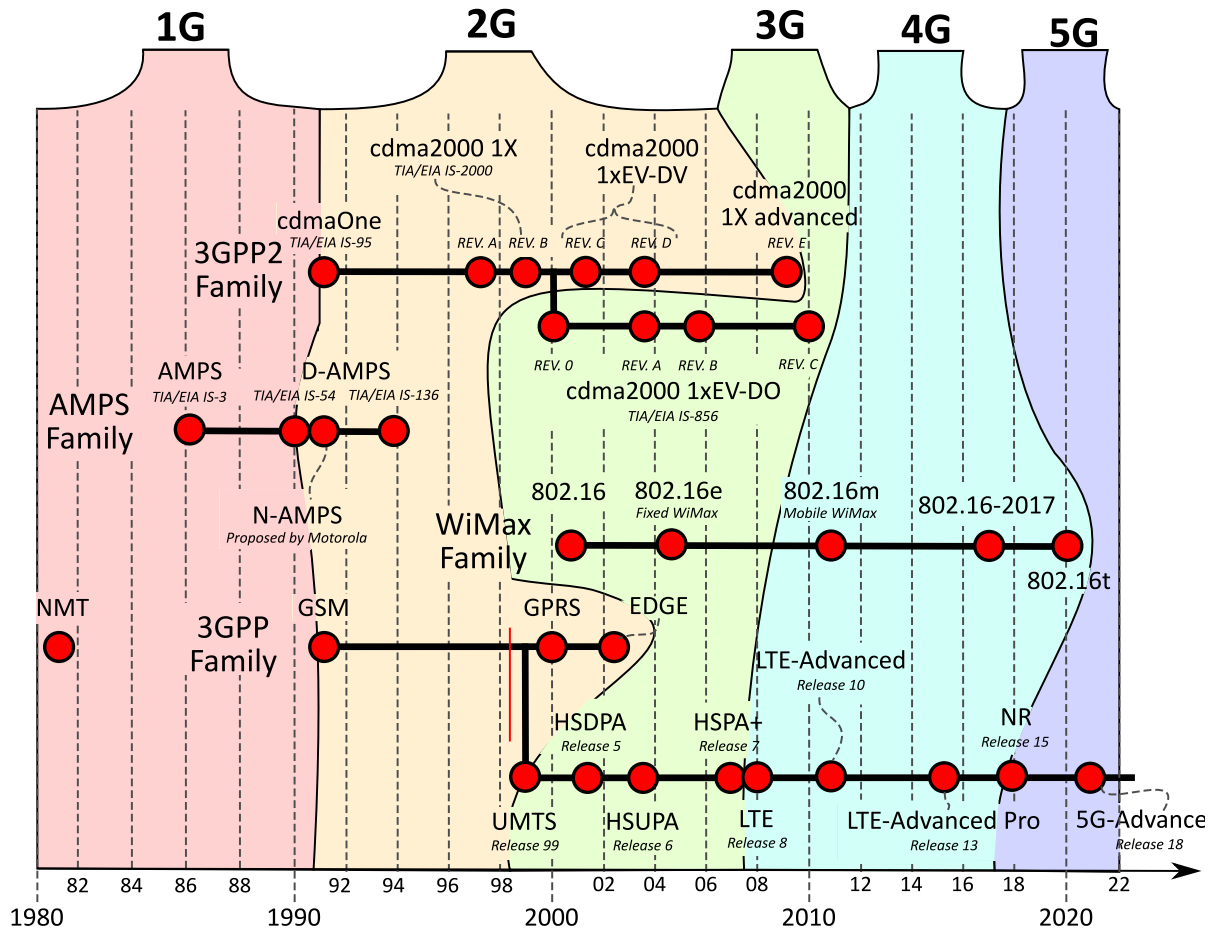 1G
2G
3G
4G
5G
cdma2000 1X
TIA/EIA IS-2000
cdma2000
1xEV-DV
cdma2000
1X advanced
cdmaOne
TIA/EIA IS-95
REV. A
REV. B
REV. C
REV. D
REV. E
3GPP2
Family
REV. 0
REV. A
REV. B
REV. C
cdma2000 1xEV-DO
TIA/EIA IS-856
AMPS
TIA/EIA IS-3
D-AMPS
TIA/EIA IS-54
TIA/EIA IS-136
AMPS
Family
N-AMPS
Proposed by Motorola
802.16
802.16e
Fixed WiMax
802.16m
Mobile WiMax
802.16-2017
WiMax
Family
802.16t
NMT
GSM
GPRS
EDGE
3GPP
Family
LTE-Advanced
Release 10
HSDPA
Release 5
HSPA+
Release 7
NR
Release 15
UMTS
Release 99
HSUPA
Release 6
LTE
Release 8
LTE-Advanced Pro
Release 13
5G-Advance
Release 18
82 84 86 88 92 94 96 98 02 04 06 08 12 14 16 18 22
1980 1990 2000 2010 2020